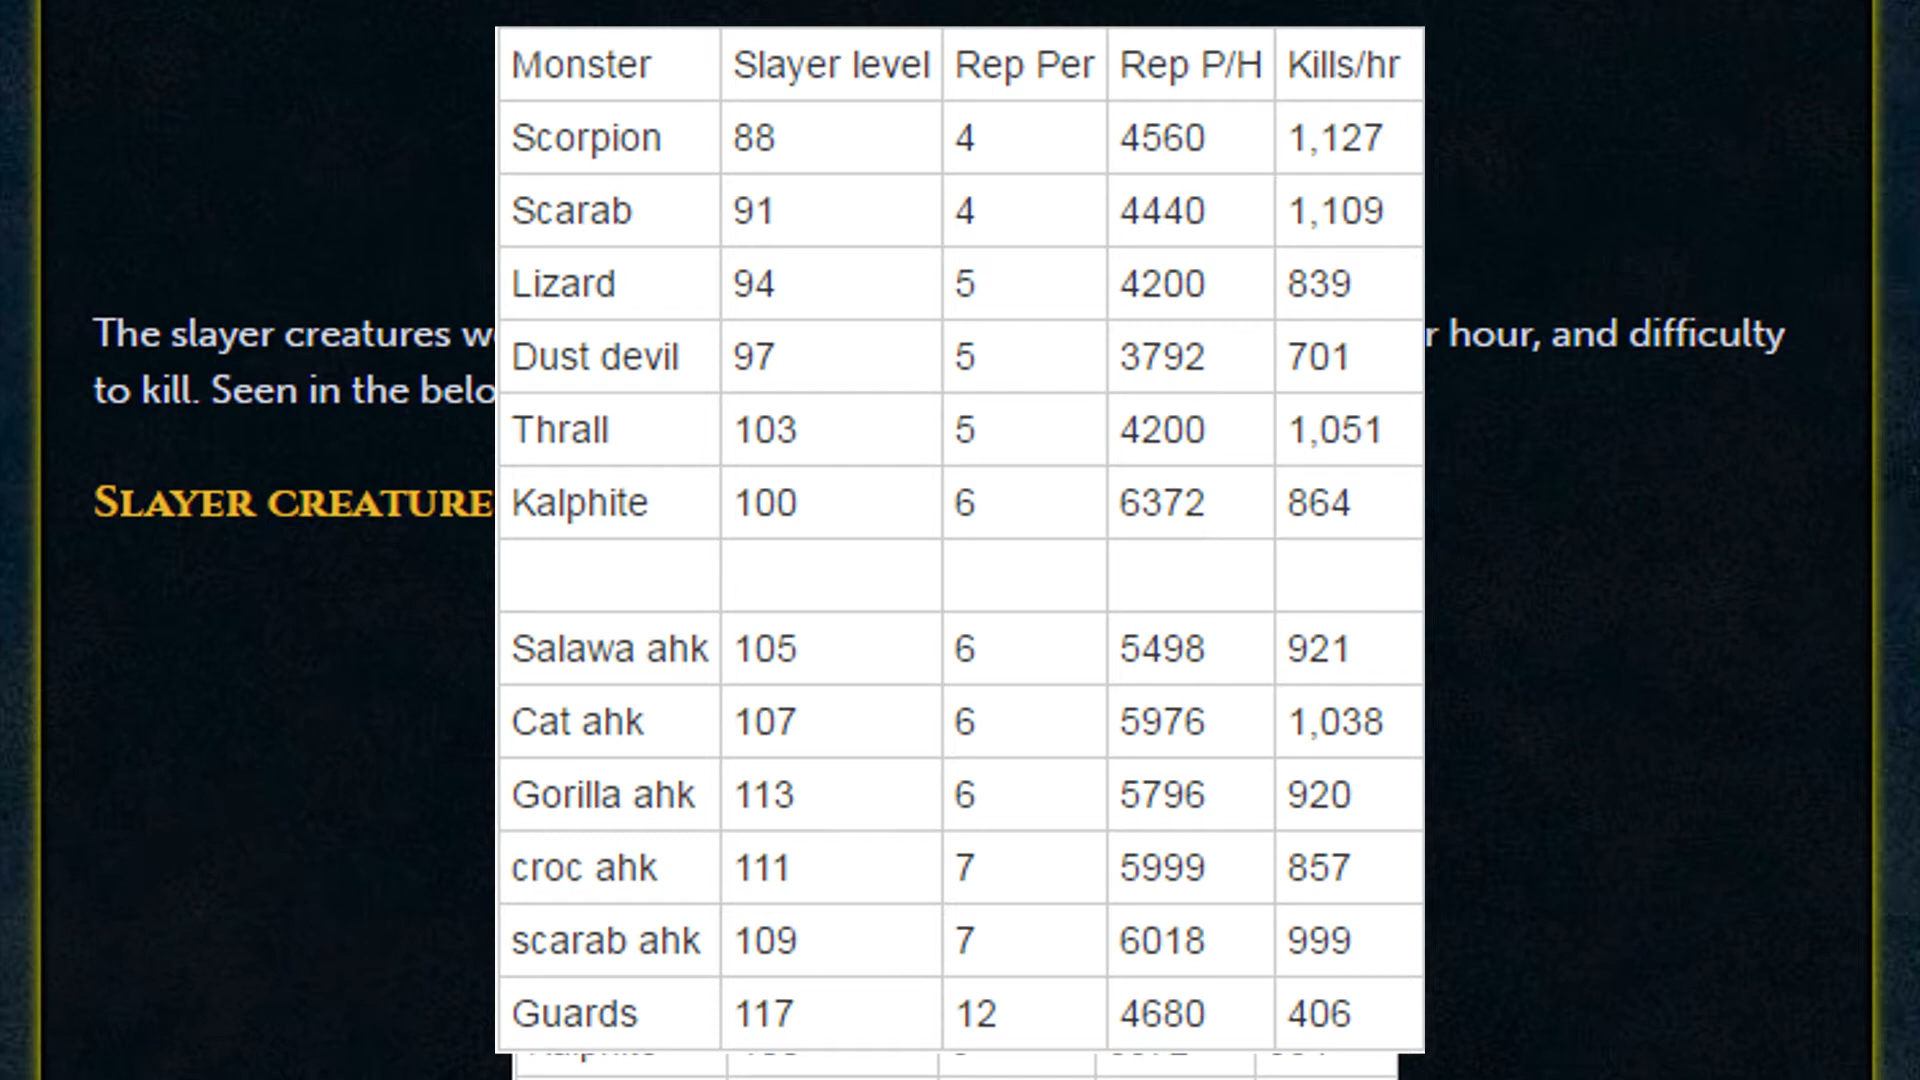 Monster Slayer level Rep Per Rep P/H Kills/hr
Scorpion 88 4 4560 1,127
Scarab 91 4 4440 1,109
Lizard 94 5 4200 839
The slayer creatures r hour, and difficulty
Dust devil 97 5 3792 701
to kill. Seen in the
Thrall 103 5 4200 1,051
SLAYER CREATURE
Kalphite 100 6 6372 864
Salawa ahk 105 6 5498 921
Cat ahk 107 6 5976 1,038
Gorilla ahk 113 6 5796 920
croc ahk 111 7 5999 857
scarab ahk 109 7 6018 999
Guards 117 12 4680 406